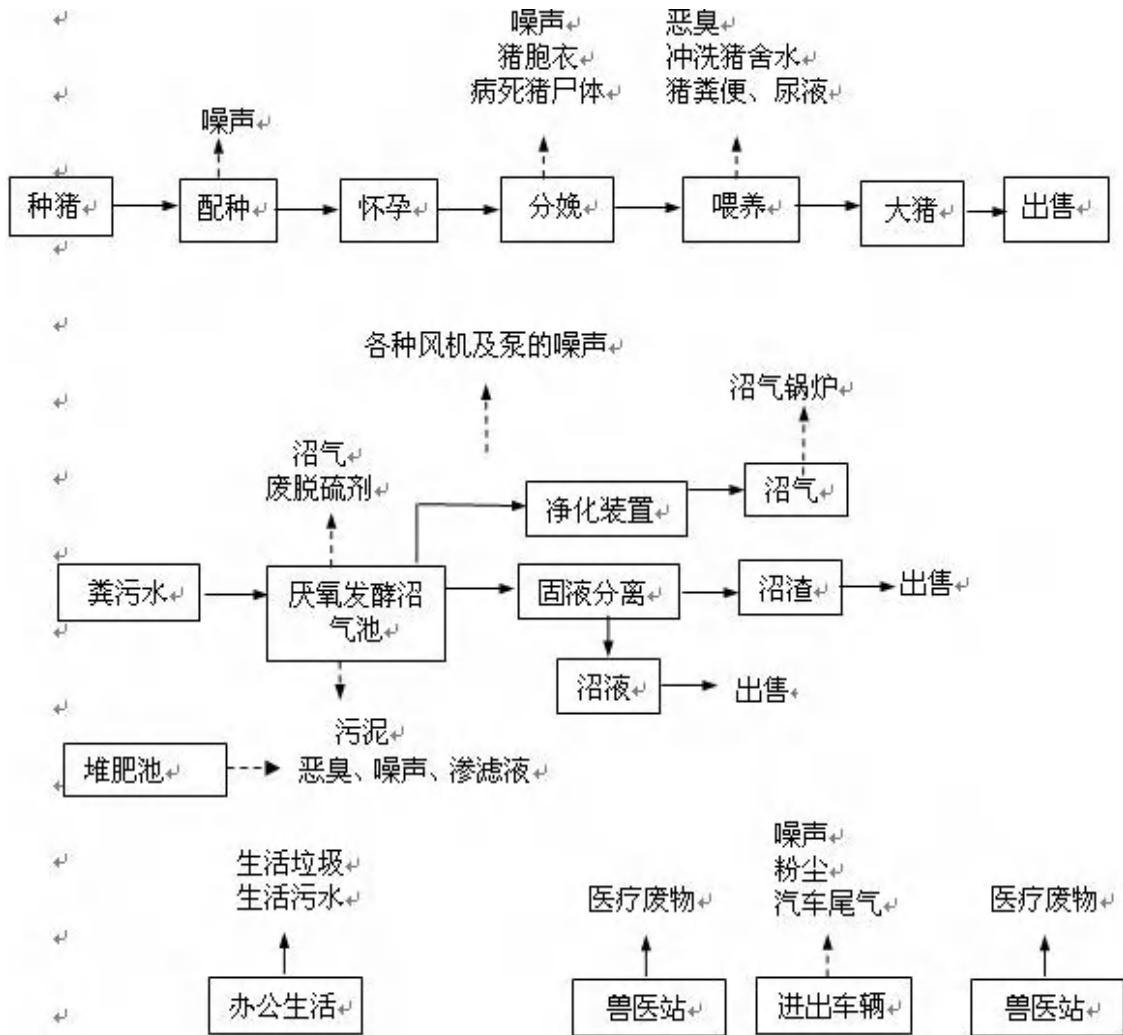 噪声
猪胞衣
病死猪尸体
恶臭
冲洗猪舍水
猪粪便、尿液
噪声
种猪
配种
怀孕
分娩
喂养
大猪
出售
各种风机及泵的噪声
沼气锅炉
沼气
废脱硫剂
净化装置
沼气
粪污水
厌氧发酵沼
气池
固液分离
沼渣
出售
沼液
出售
污泥
堆肥池
恶臭、噪声、渗滤液
生活垃圾
生活污水
医疗废物
噪声
粉尘
汽车尾气
医疗废物
办公生活
兽医站
进出车辆
兽医站